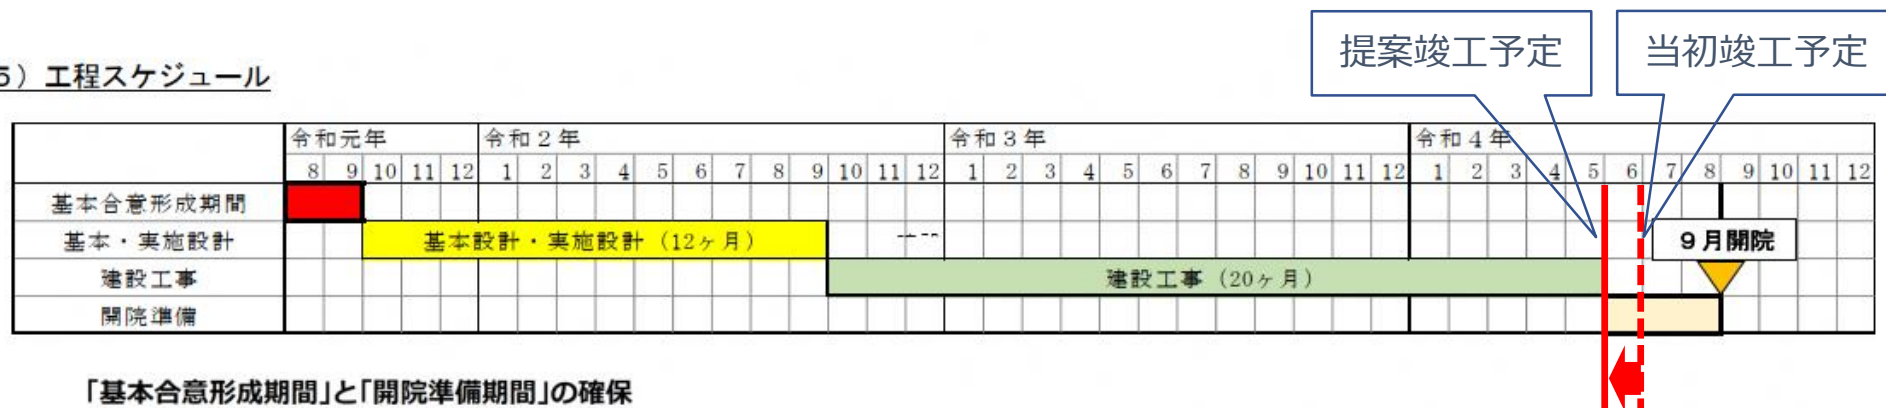 提案竣工予定
当初竣工予定
5）工程スケジュール
令和元年 令和２年 令和３年 令和４年
8 9 10 11 12 1 2 3 4 5 6 7 8 9 10 11 12 1 2 3 4 5 6 7 8 9 10 11 12 1 2 3 4 5 6 7 8 9 10 11 12
基本合意形成期間
基本・実施設計 基本設計・実施設計（12ヶ月） ９月開院
建設工事 建設工事（20ヶ月）
開院準備
「基本合意形成期間」と「開院準備期間」の確保